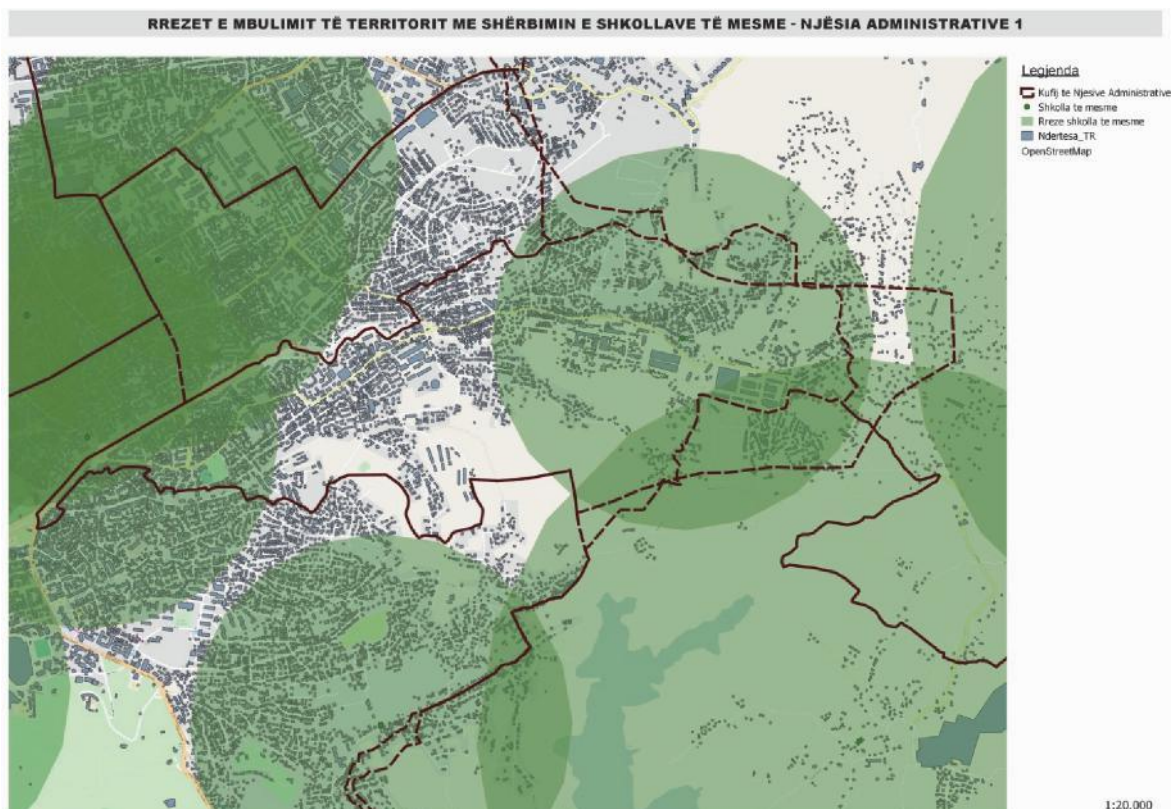 RREZET E MBULIMIT TË TERRITORIT ME SHËRBIMIN E SHKOLLAVE TË MESME - NJËSIA ADMINISTRATIVE 1
Legjenda
Kufij te Njesive Administrative
Shkolla te mesme
Rreze shkolla te mesme
Ndertesa_TR
OpenStreetMap
1:20,000